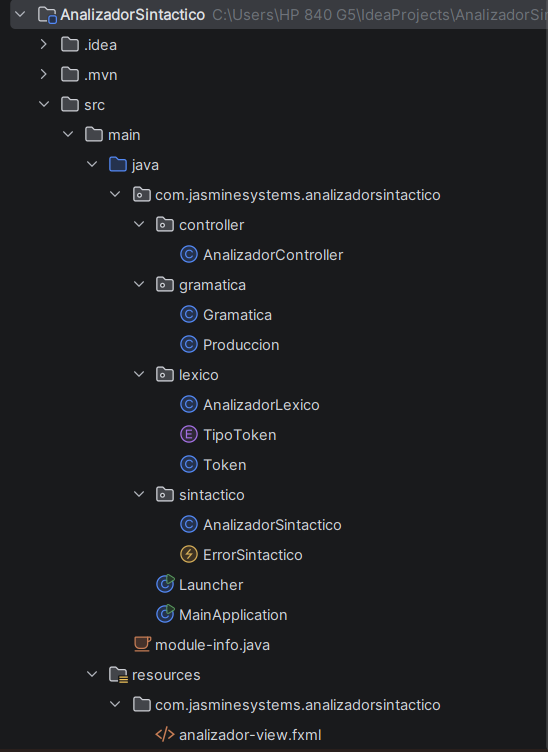 AnalizadorSintactico C:\Users\HP 840 G5\IdeaProjects\AnalizadorSin
.idea
.mvn
src
main
java
com.jasminesystems.analizadorsintactico
controller
AnalizadorController
gramatica
Gramatica
Produccion
lexico
AnalizadorLexico
TipoToken
Token
sintactico
AnalizadorSintactico
ErrorSintactico
Launcher
MainApplication
module-info.java
resources
com.jasminesystems.analizadorsintactico
analizador-view.fxml